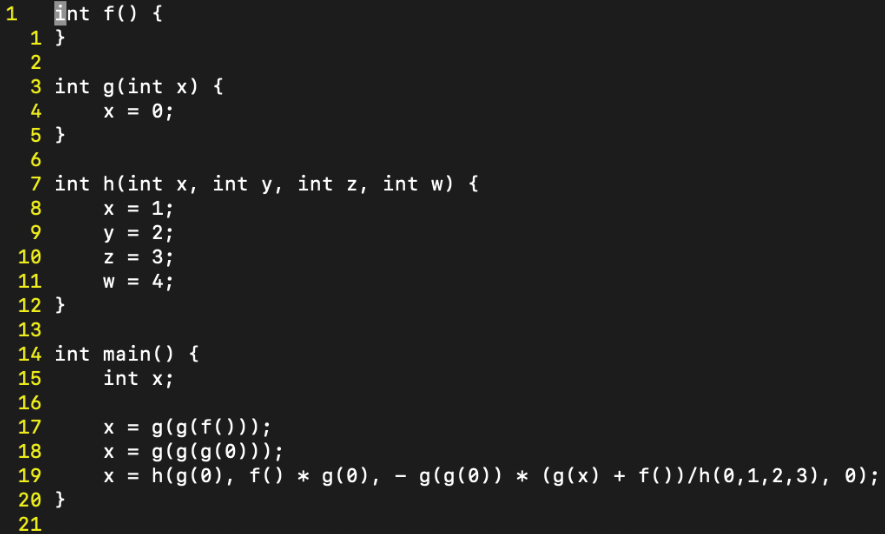 1   int f() {
  1 }
  2
  3 int g(int x) {
  4     x = 0;
  5 }
  6
  7 int h(int x, int y, int z, int w) {
  8     x = 1;
  9     y = 2;
 10     z = 3;
 11     w = 4;
 12 }
 13
 14 int main() {
 15     int x;
 16
 17     x = g(g(f()));
 18     x = g(g(g(0)));
 19     x = h(g(0), f() * g(0), - g(g(0)) * (g(x) + f())/h(0,1,2,3), 0);
 20 }
 21